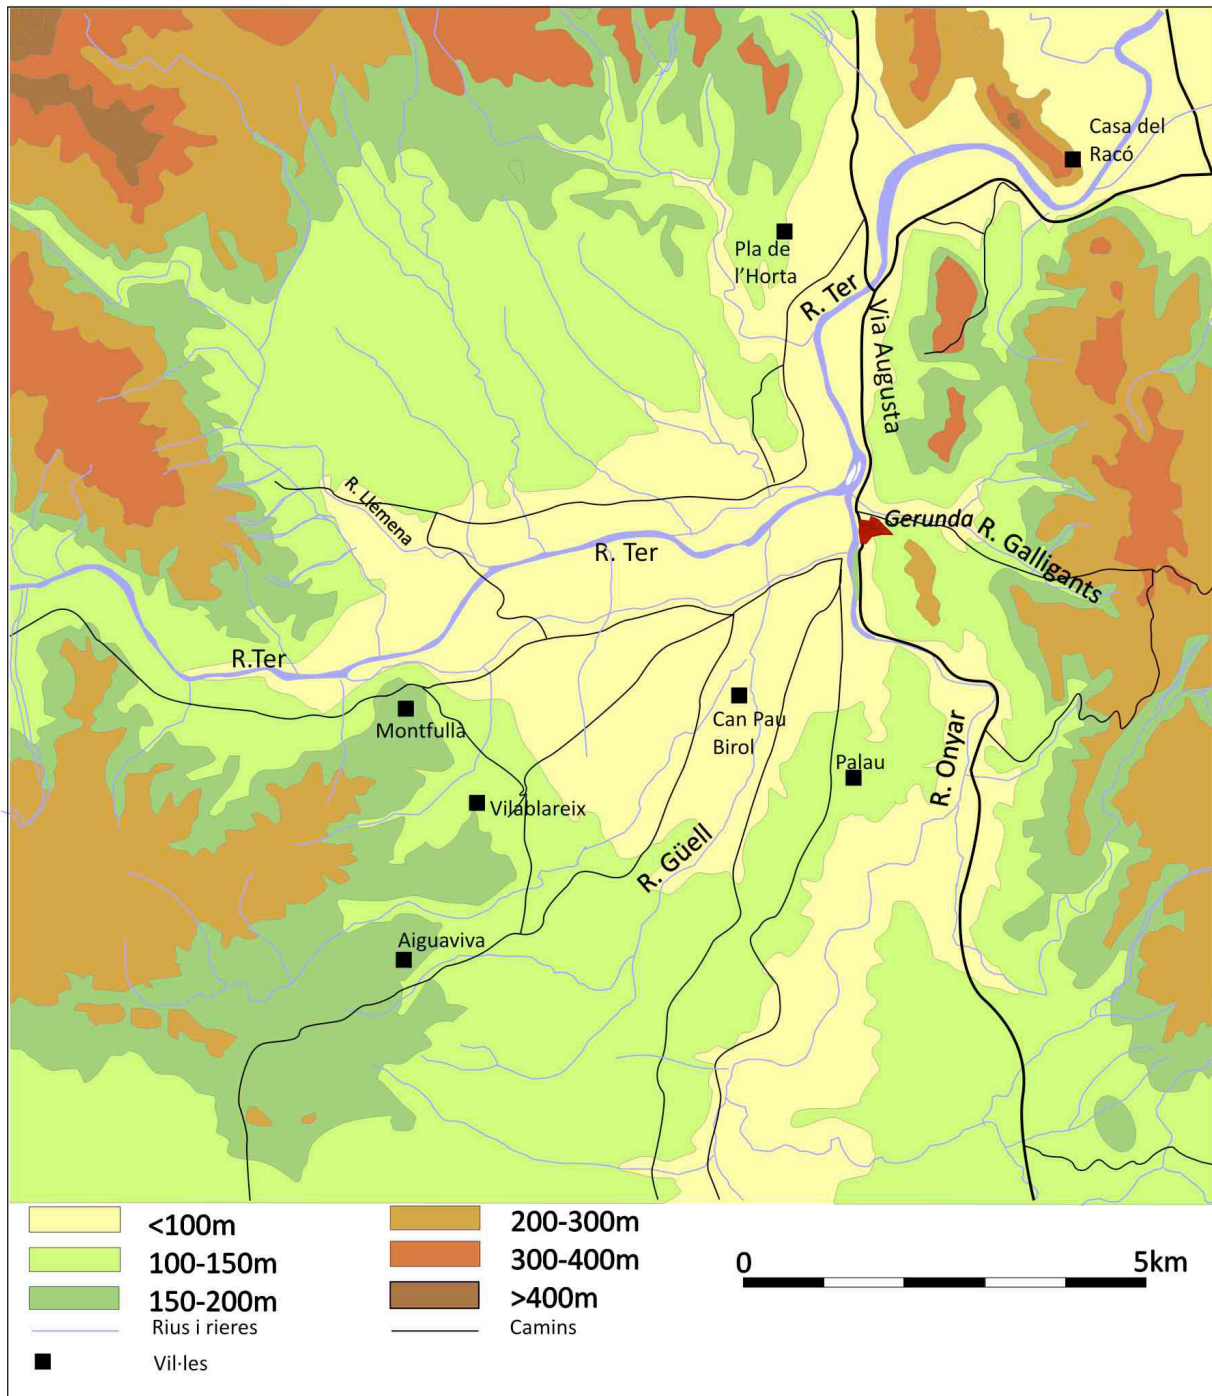 Casa del
Racó
Pla de
l'Horta
R. Ter
Via Augusta
R. Llémena
Gerunda
R. Galligants
R. Ter
R.Ter
Montfullà
Can Pau
Birol
Palau
R. Onyar
Vilablareix
R. Güell
Aiguaviva
<100m
100-150m
150-200m
Rius i rieres
Vil·les
200-300m
300-400m
>400m
Camins
0
5km